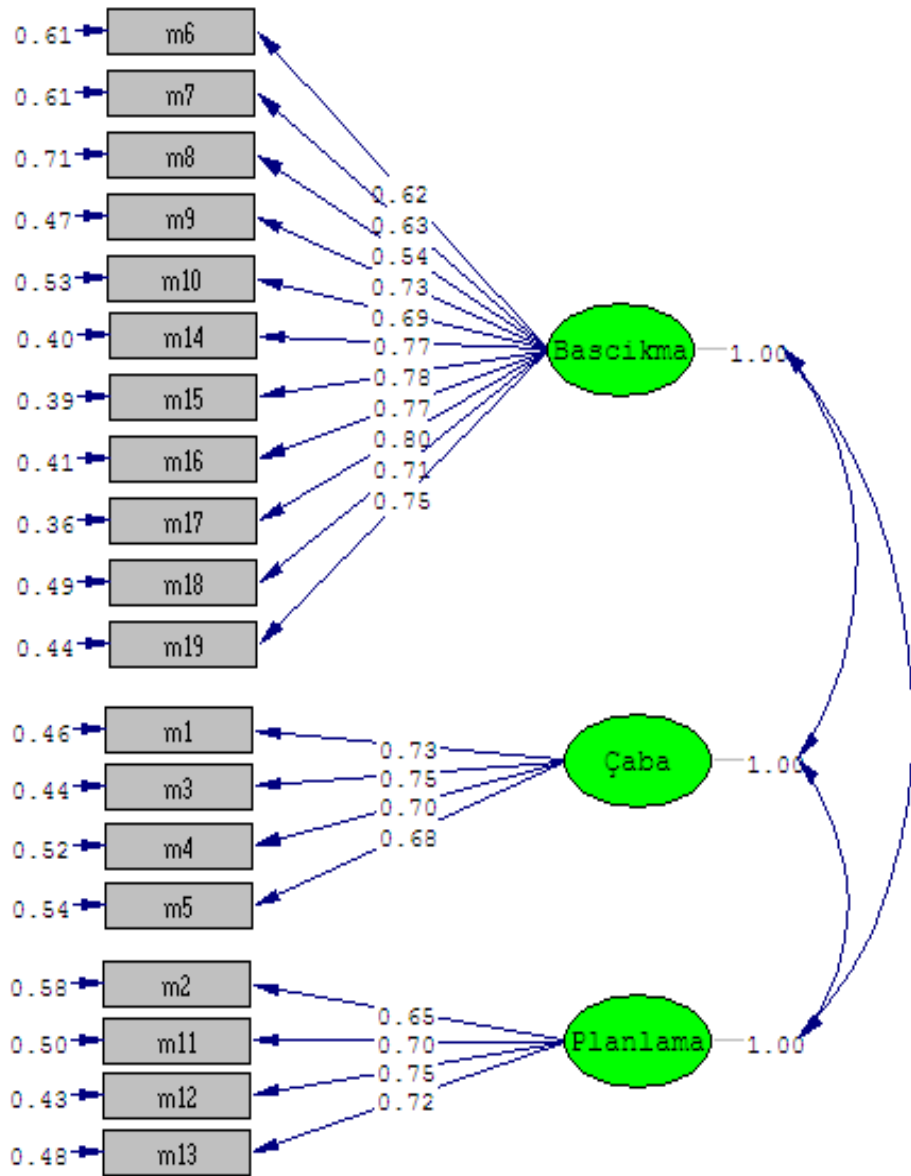 0.61 m6
0.61 m7
0.71 m8
0.62
0.47 m9
0.63
0.54
0.53 m10
0.73
0.69
0.40 m14
0.77
Bascikma 1.00
0.78
0.39 m15
0.77
0.80
0.41 m16
0.71
0.75
0.36 m17
0.49 m18
0.44 m19
0.46 m1
0.73
Çaba 1.00
0.75
0.44 m3
0.70
0.68
0.52 m4
0.54 m5
0.58 m2
0.65
0.50 m11
0.70
Planlama 1.00
0.75
0.43 m12
0.72
0.48 m13